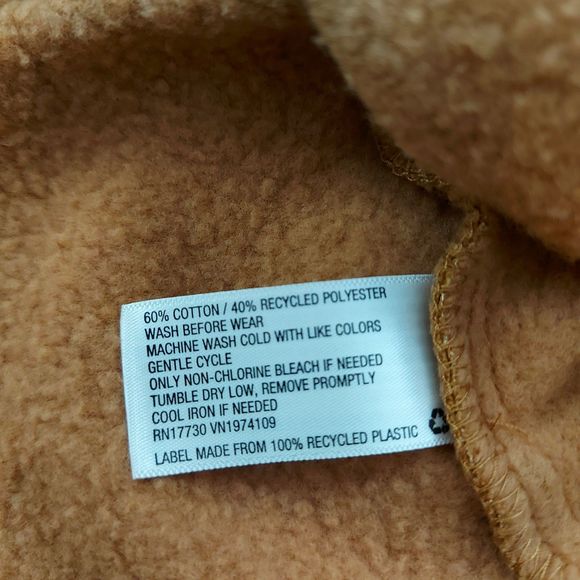 60% COTTON / 40% RECYCLED POLYESTER
WASH BEFORE WEAR
MACHINE WASH COLD WITH LIKE COLORS
GENTLE CYCLE
ONLY NON-CHLORINE BLEACH IF NEEDED
TUMBLE DRY LOW, REMOVE PROMPTLY
COOL IRON IF NEEDED
RN17730 VN1974109
LABEL MADE FROM 100% RECYCLED PLASTIC